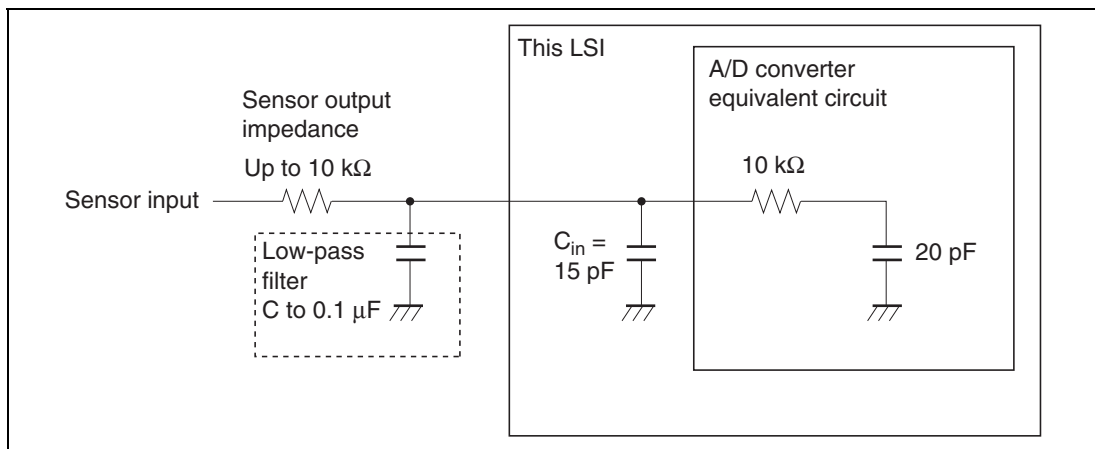 This LSI
A/D converter
equivalent circuit
Sensor output
impedance
Up to 10 kΩ
10 kΩ
Sensor input
Low-pass
filter
C to 0.1 μF
Cin =
15 pF
20 pF